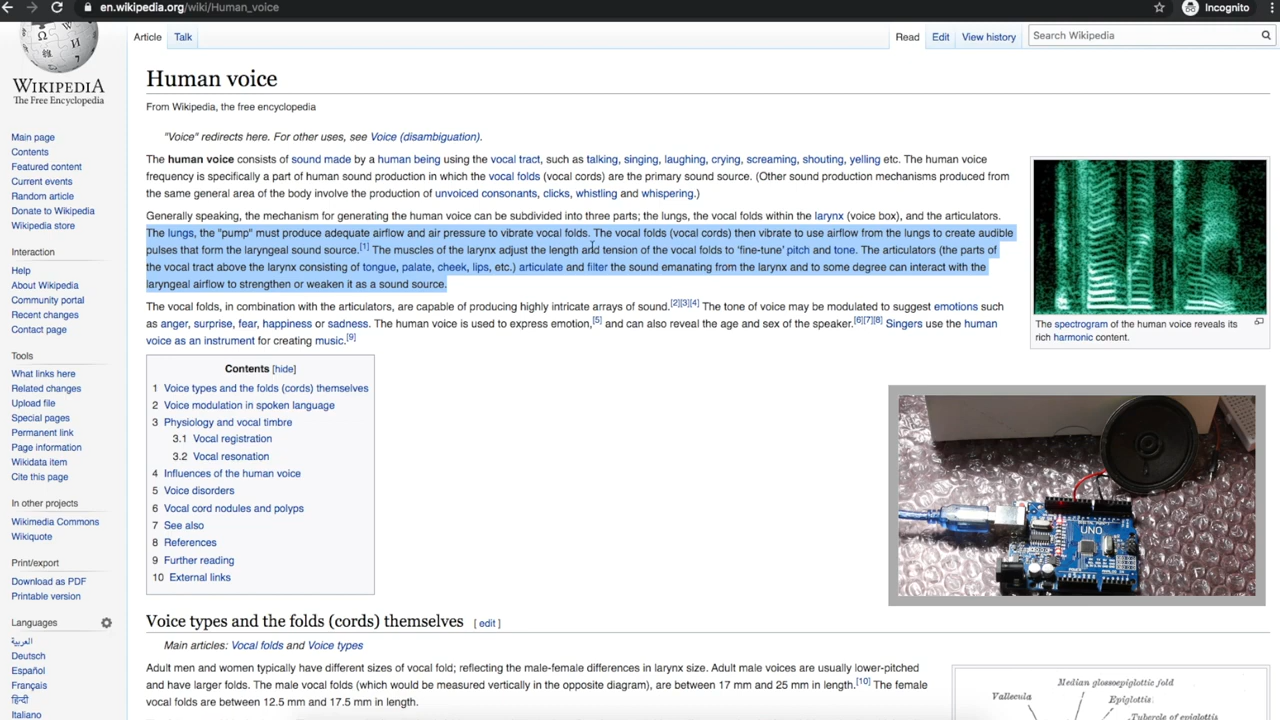 en.wikipedia.org/wiki/Human_voice
Incognito
WIKIPEDIA
The Free Encyclopedia
Main page
Contents
Featured content
Current events
Random article
Donate to Wikipedia
Wikipedia store
Interaction
Help
About Wikipedia
Community portal
Recent changes
Contact page
Tools
What links here
Related changes
Upload file
Special pages
Permanent link
Page information
Wikidata item
Cite this page
In other projects
Wikimedia Commons
Wikiquote
Print/export
Download as PDF
Printable version
Languages
العربية
Deutsch
Español
Français
हिन्दी
Italiano
Article Talk
Read Edit View history
Search Wikipedia
Human voice
From Wikipedia, the free encyclopedia
"Voice" redirects here. For other uses, see Voice (disambiguation).
The human voice consists of sound made by a human being using the vocal tract, such as talking, singing, laughing, crying, screaming, shouting, yelling etc. The human voice
frequency is specifically a part of human sound production in which the vocal folds (vocal cords) are the primary sound source. (Other sound production mechanisms produced from
the same general area of the body involve the production of unvoiced consonants, clicks, whistling and whispering.)
Generally speaking, the mechanism for generating the human voice can be subdivided into three parts; the lungs, the vocal folds within the larynx (voice box), and the articulators.
The lungs, the "pump" must produce adequate airflow and air pressure to vibrate vocal folds. The vocal folds (vocal cords) then vibrate to use airflow from the lungs to create audible
pulses that form the laryngeal sound source.[1] The muscles of the larynx adjust the length and tension of the vocal folds to 'fine-tune' pitch and tone. The articulators (the parts of
the vocal tract above the larynx consisting of tongue, palate, cheek, lips, etc.) articulate and filter the sound emanating from the larynx and to some degree can interact with the
laryngeal airflow to strengthen or weaken it as a sound source.
The vocal folds, in combination with the articulators, are capable of producing highly intricate arrays of sound.[2][3][4] The tone of voice may be modulated to suggest emotions such
as anger, surprise, fear, happiness or sadness. The human voice is used to express emotion,[5] and can also reveal the age and sex of the speaker.[6][7][8] Singers use the human
voice as an instrument for creating music.[9]
The spectrogram of the human voice reveals its
rich harmonic content.
Contents [hide]
1 Voice types and the folds (cords) themselves
2 Voice modulation in spoken language
3 Physiology and vocal timbre
3.1 Vocal registration
3.2 Vocal resonation
4 Influences of the human voice
5 Voice disorders
6 Vocal cord nodules and polyps
7 See also
8 References
9 Further reading
10 External links
UNO
Voice types and the folds (cords) themselves [ edit ]
Main articles: Vocal folds and Voice types
Adult men and women typically have different sizes of vocal fold; reflecting the male-female differences in larynx size. Adult male voices are usually lower-pitched
and have larger folds. The male vocal folds (which would be measured vertically in the opposite diagram), are between 17 mm and 25 mm in length.[10] The female
vocal folds are between 12.5 mm and 17.5 mm in length.
Median glossoepiglottic fold
Vallecula
Epiglottis
Tubercle of epiglottis